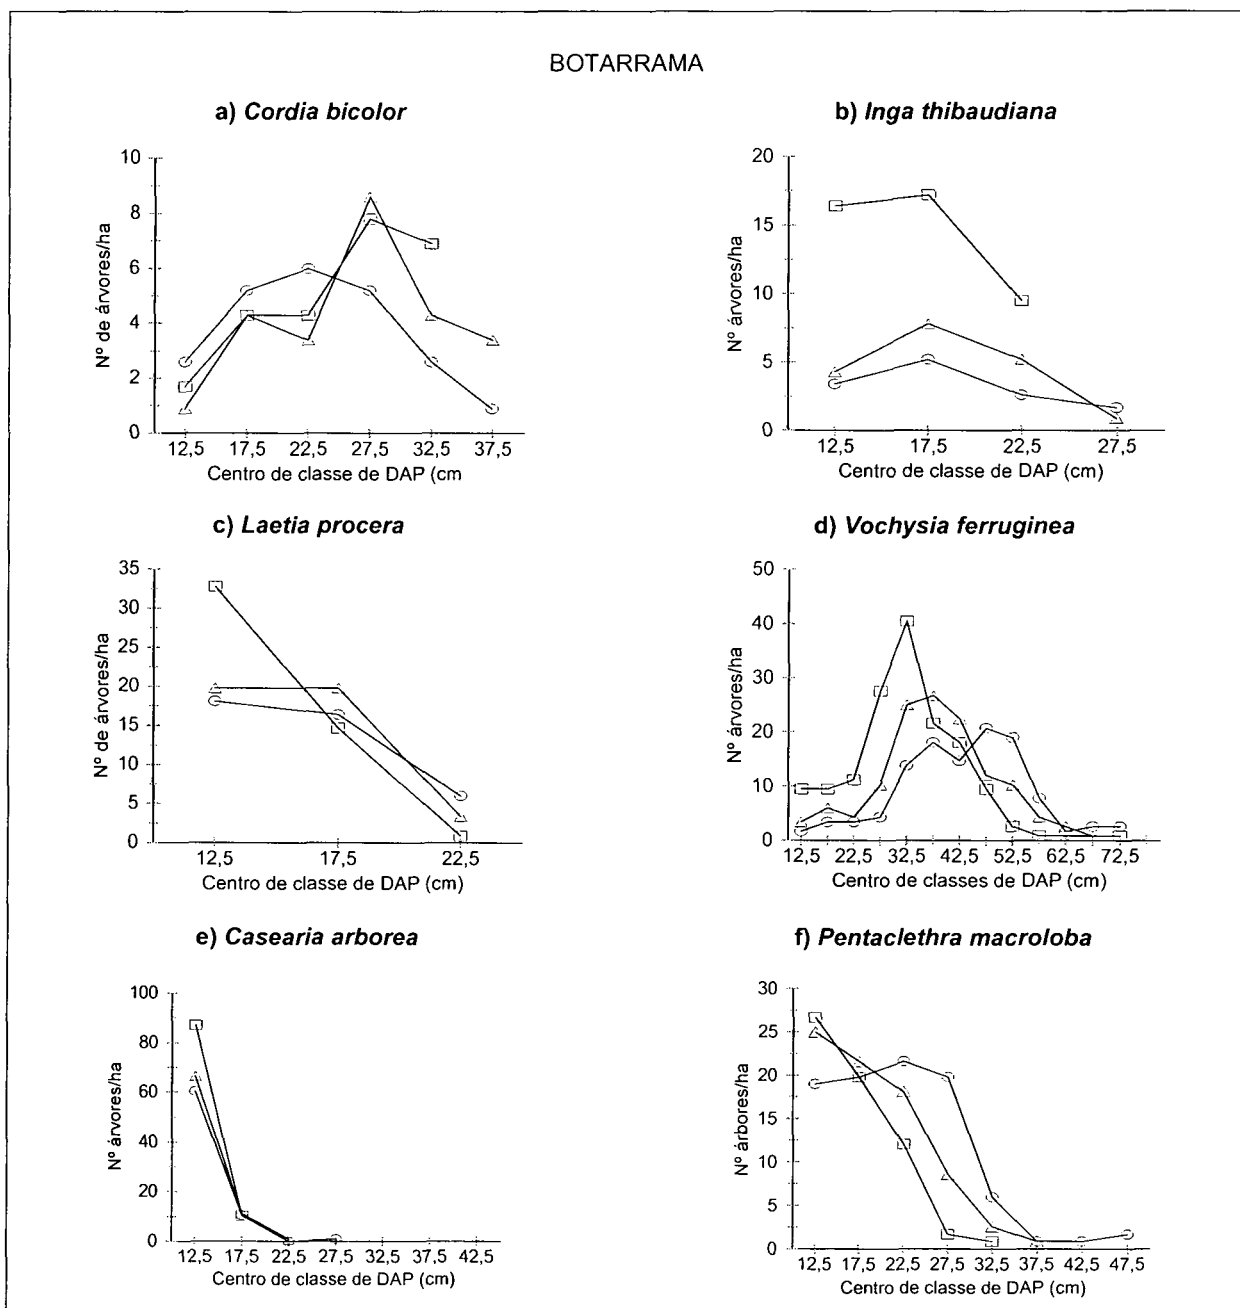 BOTARRAMA
a) Cordia bicolor
Nº de árvores/ha
10
8
6
4
2
0
12,5 17,5 22,5 27,5 32,5 37,5
Centro de classe de DAP (cm
b) Inga thibaudiana
Nº árvores/ha
20
15
10
5
0
12,5 17,5 22,5 27,5
Centro de classe de DAP (cm)
c) Laetia procera
Nº de árvores/ha
35
30
25
20
15
10
5
0
12,5 17,5 22,5
Centro de classe de DAP (cm)
d) Vochysia ferruginea
Nº árvores/ha
50
40
30
20
10
0
12,5 22,5 32,5 42,5 52,5 62,5 72,5
Centro de classes de DAP (cm)
e) Casearia arborea
Nº árvores/ha
100
80
60
40
20
0
12,5 17,5 22,5 27,5 32,5 37,5 42,5
Centro de classe de DAP (cm)
f) Pentaclethra macroloba
Nº árbores/ha
30
25
20
15
10
5
0
12,5 17,5 22,5 27,5 32,5 37,5 42,5 47,5
Centro de classe de DAP (cm)